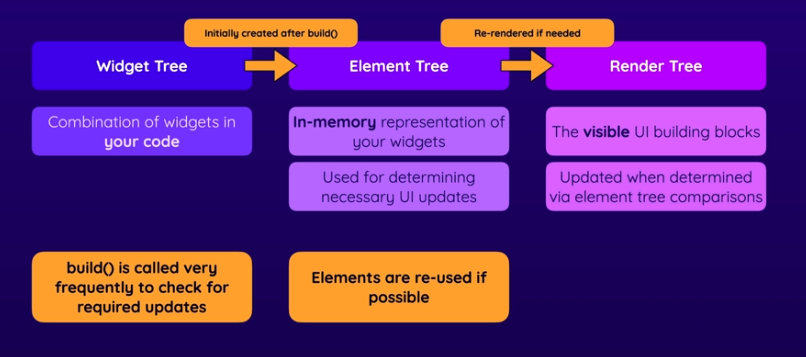 Initially created after build()
Re-rendered if needed
Widget Tree
Element Tree
Render Tree
Combination of widgets in
your code
In-memory representation of
your widgets
The visible UI building blocks
Used for determining
necessary UI updates
Updated when determined
via element tree comparisons
build() is called very
frequently to check for
required updates
Elements are re-used if
possible